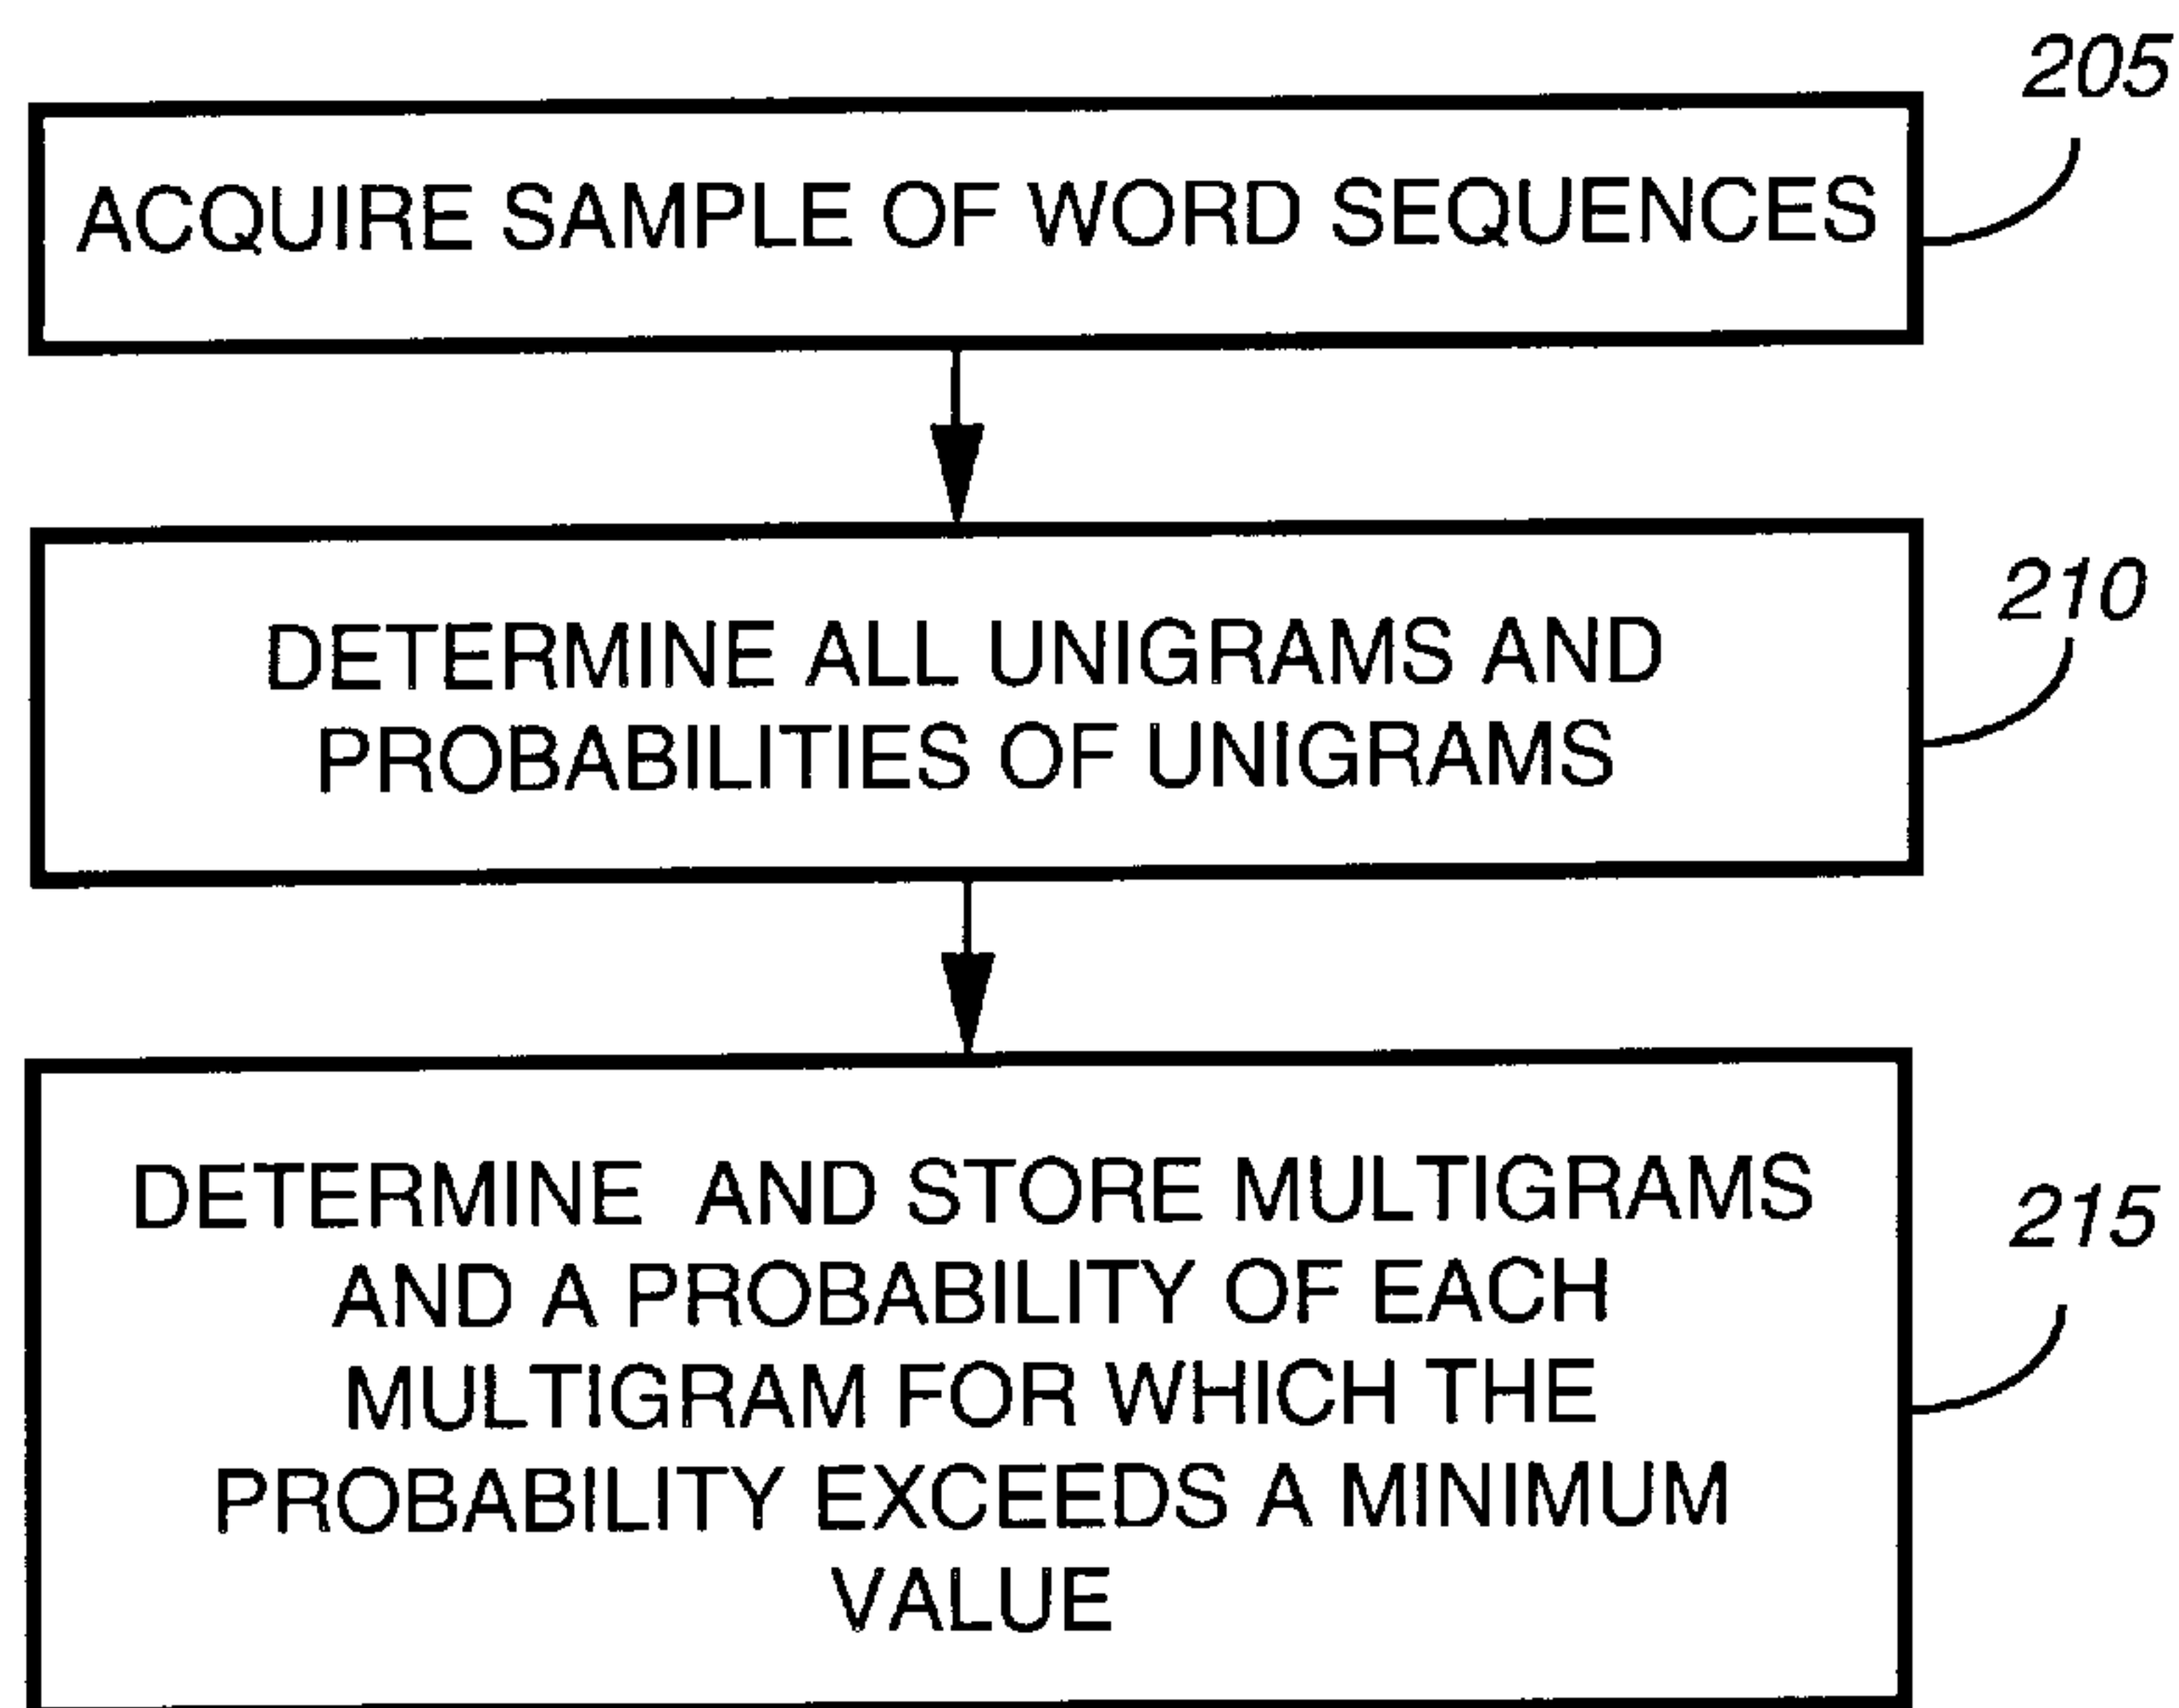 205
ACQUIRE SAMPLE OF WORD SEQUENCES
210
DETERMINE ALL UNIGRAMS AND
PROBABILITIES OF UNIGRAMS
215
DETERMINE AND STORE MULTIGRAMS
AND A PROBABILITY OF EACH
MULTIGRAM FOR WHICH THE
PROBABILITY EXCEEDS A MINIMUM
VALUE